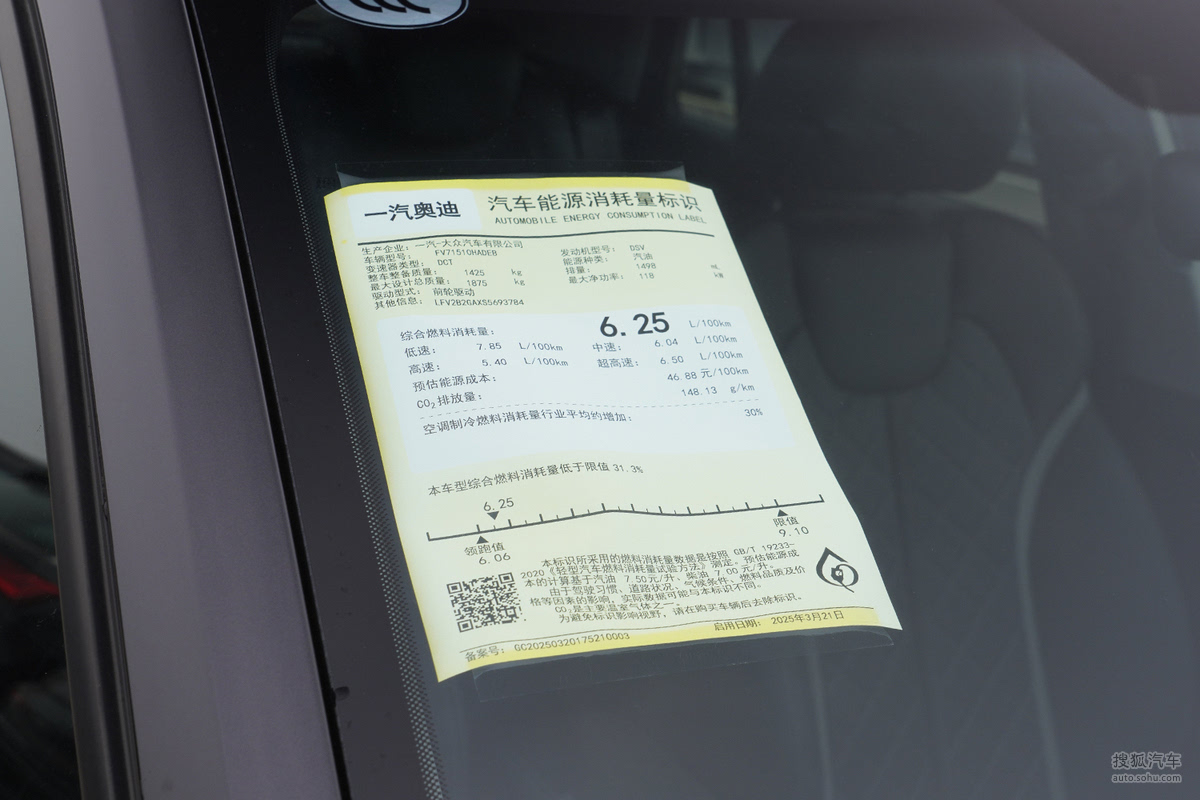 一汽奥迪
汽车能源消耗量标识
AUTOMOBILE ENERGY CONSUMPTION LABEL
生产企业: 一汽-大众汽车有限公司
车辆型号: FV7151OHADEB
发动机型号: DSV
变速器类型: DCT
能源种类: 汽油
整车整备质量: 1425 kg
排量: 1498 mL
最大设计总质量: 1875 kg
最大净功率: 118 kW
驱动型式: 前轮驱动
其他信息: LFV2B2GAXS5693784
综合燃料消耗量: 6.25 L/100km
低速: 7.85 L/100km 中速: 6.04 L/100km
高速: 5.40 L/100km 超高速: 6.50 L/100km
预估能源成本: 46.88 元/100km
CO₂排放量: 148.13 g/km
空调制冷燃料消耗量行业平均约增加: 30%
本车型综合燃料消耗量低于限值 31.3%
6.25
领跑值
6.06
限值
9.10
本标识所采用的燃料消耗量数据是按照 GB/T 19233-
2020《轻型汽车燃料消耗量试验方法》测定。预估能源成
本的计算基于汽油 7.50元/升、柴油 7.00 元/升。
由于驾驶习惯、道路状况、气候条件、燃料品质及价
格等因素的影响，实际数据可能与本标识不同。
CO₂是主要温室气体之一。
为避免标识影响视野，请在购买车辆后去除标识。
备案号: GC20250320175210003
启用日期: 2025年3月21日
搜狐汽车
auto.sohu.com